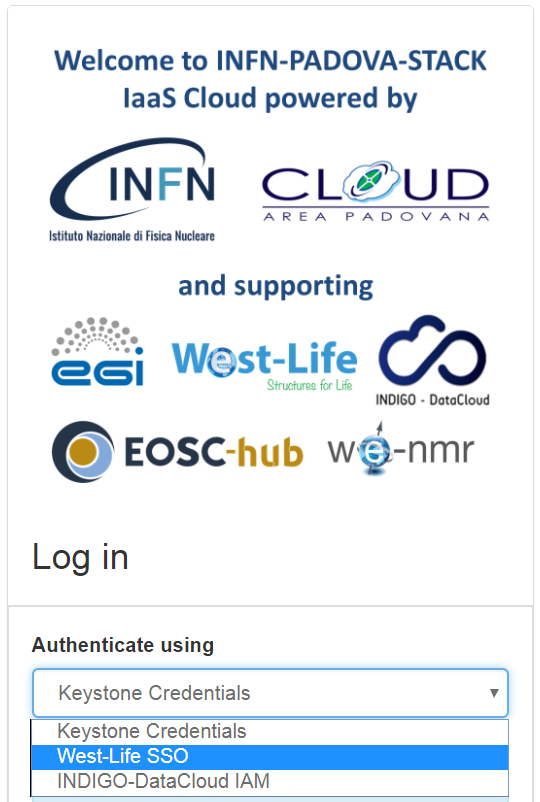 Welcome to INFN-PADOVA-STACK
IaaS Cloud powered by
INFN
Istituto Nazionale di Fisica Nucleare
CLOUD
AREA PADOVANA
and supporting
egi
West-Life
Structures for Life
INDIGO - DataCloud
EOSC-hub
we-nmr
Log in
Authenticate using
Keystone Credentials
Keystone Credentials
West-Life SSO
INDIGO-DataCloud IAM